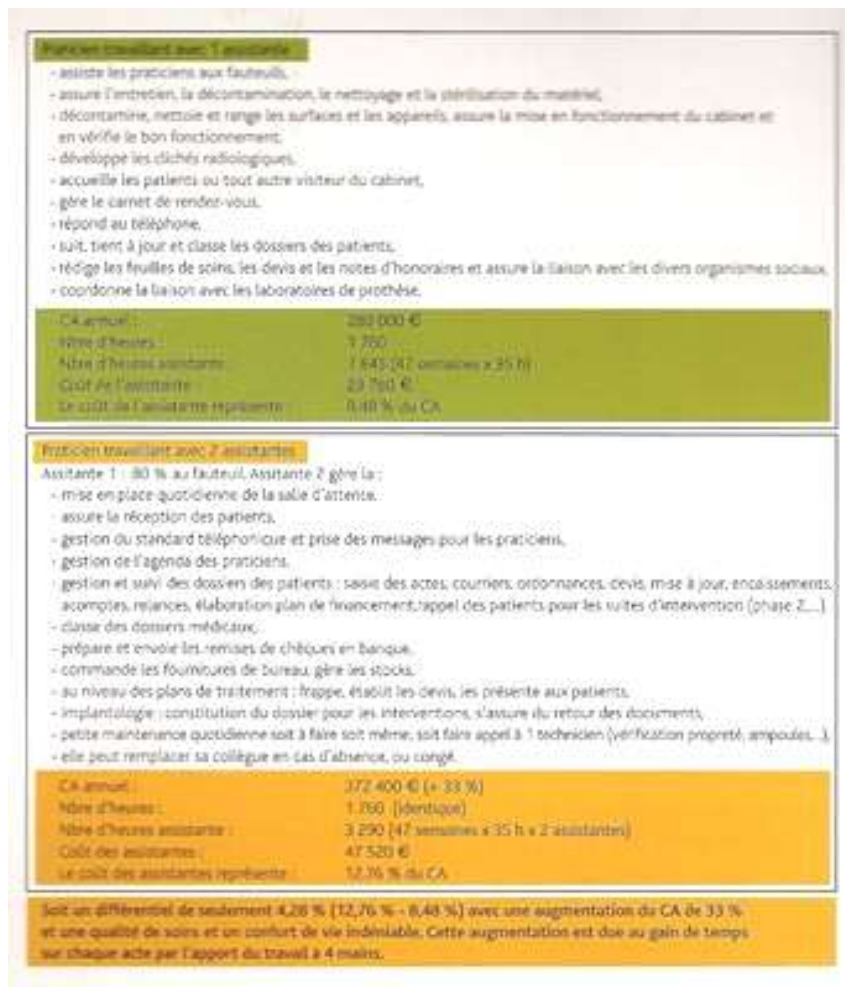 Praticien travaillant avec 1 assistante
- assiste les praticiens aux fauteuils,
- assure l'entretien, la décontamination, le nettoyage et la stérilisation du matériel,
- décontamine, nettoie et range les surfaces et les appareils, assure la mise en fonctionnement du cabinet et
en vérifie le bon fonctionnement,
- développe les clichés radiologiques,
- accueille les patients ou tout autre visiteur du cabinet,
- gère le carnet de rendez-vous,
- répond au téléphone,
- suit, tient à jour et classe les dossiers des patients,
- rédige les feuilles de soins, les devis et les notes d'honoraires et assure la liaison avec les divers organismes sociaux,
- coordonne la liaison avec les laboratoires de prothèse.
CA annuel : 280 000 €
Nbre d'heures : 1 760
Nbre d'heures assistante : 1 645 (47 semaines x 35 h)
Coût de l'assistante : 23 760 €
Le coût de l'assistante représente : 8,48 % du CA
Praticien travaillant avec 2 assistantes
Assitante 1 : 80 % au fauteuil. Assitante 2 gère la :
- mise en place quotidienne de la salle d'attente,
- assure la réception des patients,
- gestion du standard téléphonique et prise des messages pour les praticiens,
- gestion de l'agenda des praticiens,
- gestion et suivi des dossiers des patients : saisie des actes, courriers, ordonnances, devis, mise à jour, encaissements,
acomptes, relances, élaboration plan de financement, rappel des patients pour les suites d'intervention (phase 2,...)
- classe des dossiers médicaux,
- prépare et envoie les remises de chèques en banque,
- commande les fournitures de bureau, gère les stocks,
- au niveau des plans de traitement : frappe, établit les devis, les présente aux patients,
- implantologie : constitution du dossier pour les interventions, s'assure du retour des documents,
- petite maintenance quotidienne soit à faire soit même, soit faire appel à 1 technicien (vérification propreté, ampoules...),
- elle peut remplacer sa collègue en cas d'absence, ou congé.
CA annuel : 372 400 € (+ 33 %)
Nbre d'heures : 1 760 (identique)
Nbre d'heures assistante : 3 290 (47 semaines x 35 h x 2 assistantes)
Coût des assistantes : 47 520 €
Le coût des assistantes représente : 12,76 % du CA
Soit un différentiel de seulement 4,28 % (12,76 % - 8,48 %) avec une augmentation du CA de 33 %
et une qualité de soins et un confort de vie indéniable. Cette augmentation est due au gain de temps
sur chaque acte par l'apport du travail à 4 mains.